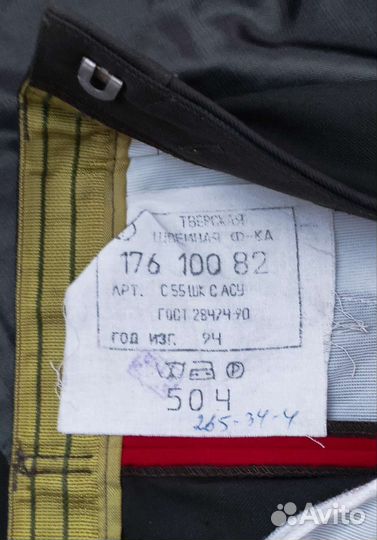 ТВЕРСКАЯ
ШВЕЙНАЯ Ф-КА
176 100 82
АРТ. С55ШК С АСУ
ГОСТ 28474-90
ГОД ИЗГ. 94
504
265-34-4
Avito